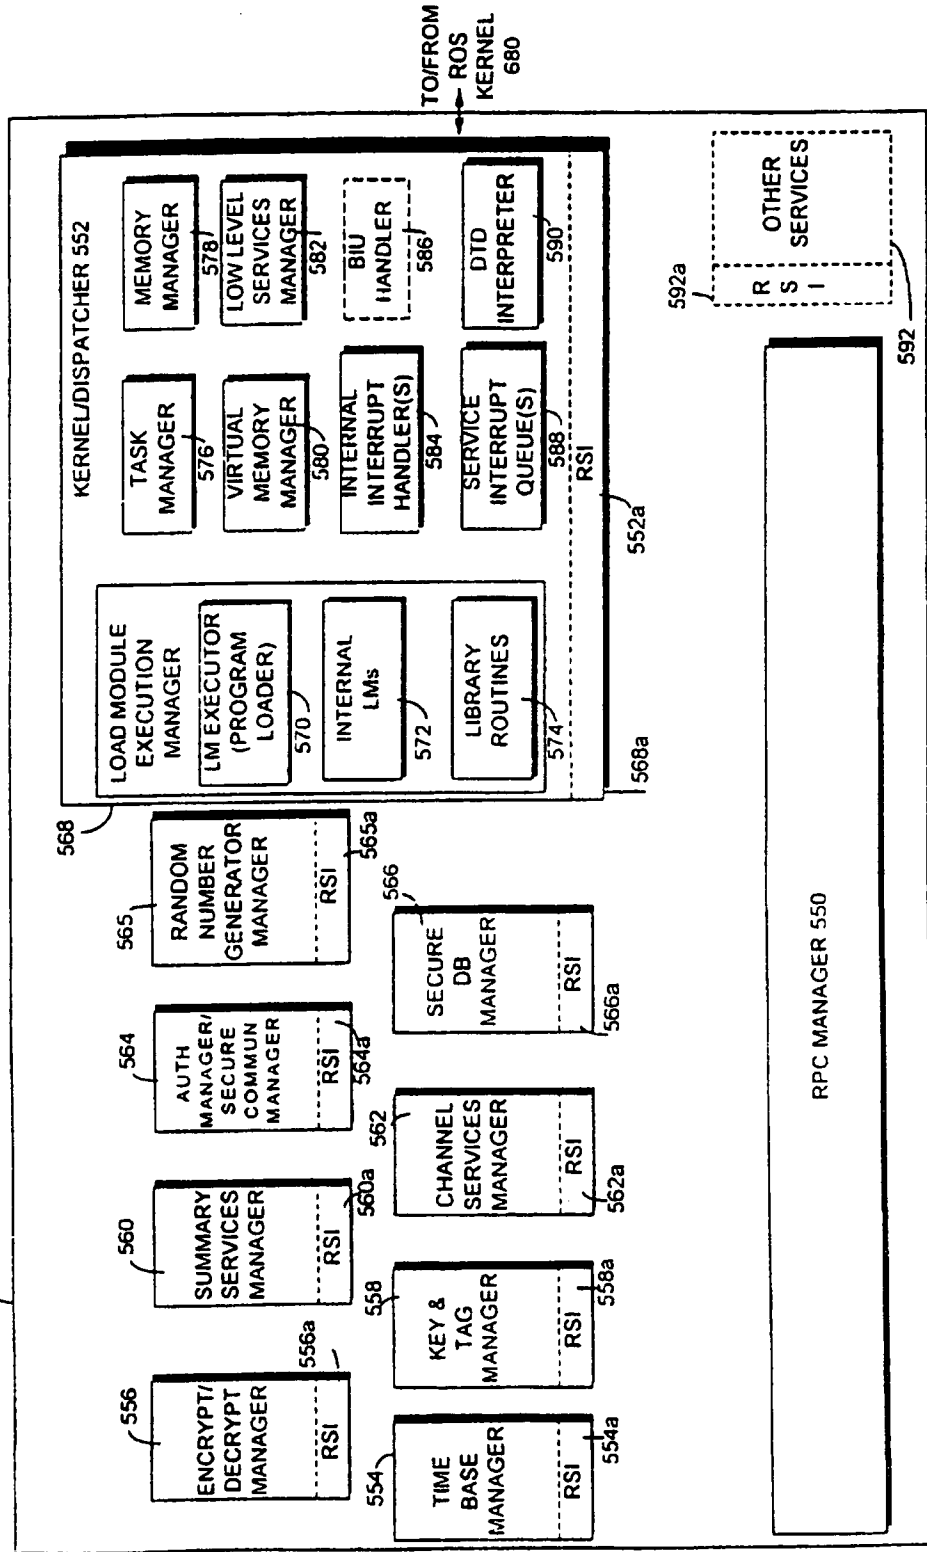 KERNEL/DISPATCHER 552
LOAD MODULE
EXECUTION
MANAGER
LM EXECUTOR
(PROGRAM
LOADER)
570
INTERNAL
LMs
572
LIBRARY
ROUTINES
574
568
568a
TASK
MANAGER
576
MEMORY
MANAGER
578
VIRTUAL
MEMORY
MANAGER
580
LOW LEVEL
SERVICES
MANAGER
582
INTERNAL
INTERRUPT
HANDLER(S)
584
BIU
HANDLER
586
SERVICE
INTERRUPT
QUEUE(S)
588
DTD
INTERPRETER
590
RSI
552a
TO/FROM
ROS
KERNEL
680
556
ENCRYPT/
DECRYPT
MANAGER
RSI
556a
560
SUMMARY
SERVICES
MANAGER
RSI
560a
564
AUTH
MANAGER/
SECURE
COMMUN
MANAGER
RSI
564a
565
RANDOM
NUMBER
GENERATOR
MANAGER
RSI
565a
554
TIME
BASE
MANAGER
RSI
554a
558
KEY &
TAG
MANAGER
RSI
558a
562
CHANNEL
SERVICES
MANAGER
RSI
562a
566
SECURE
DB
MANAGER
RSI
566a
592a
R
S
I
OTHER
SERVICES
592
RPC MANAGER 550